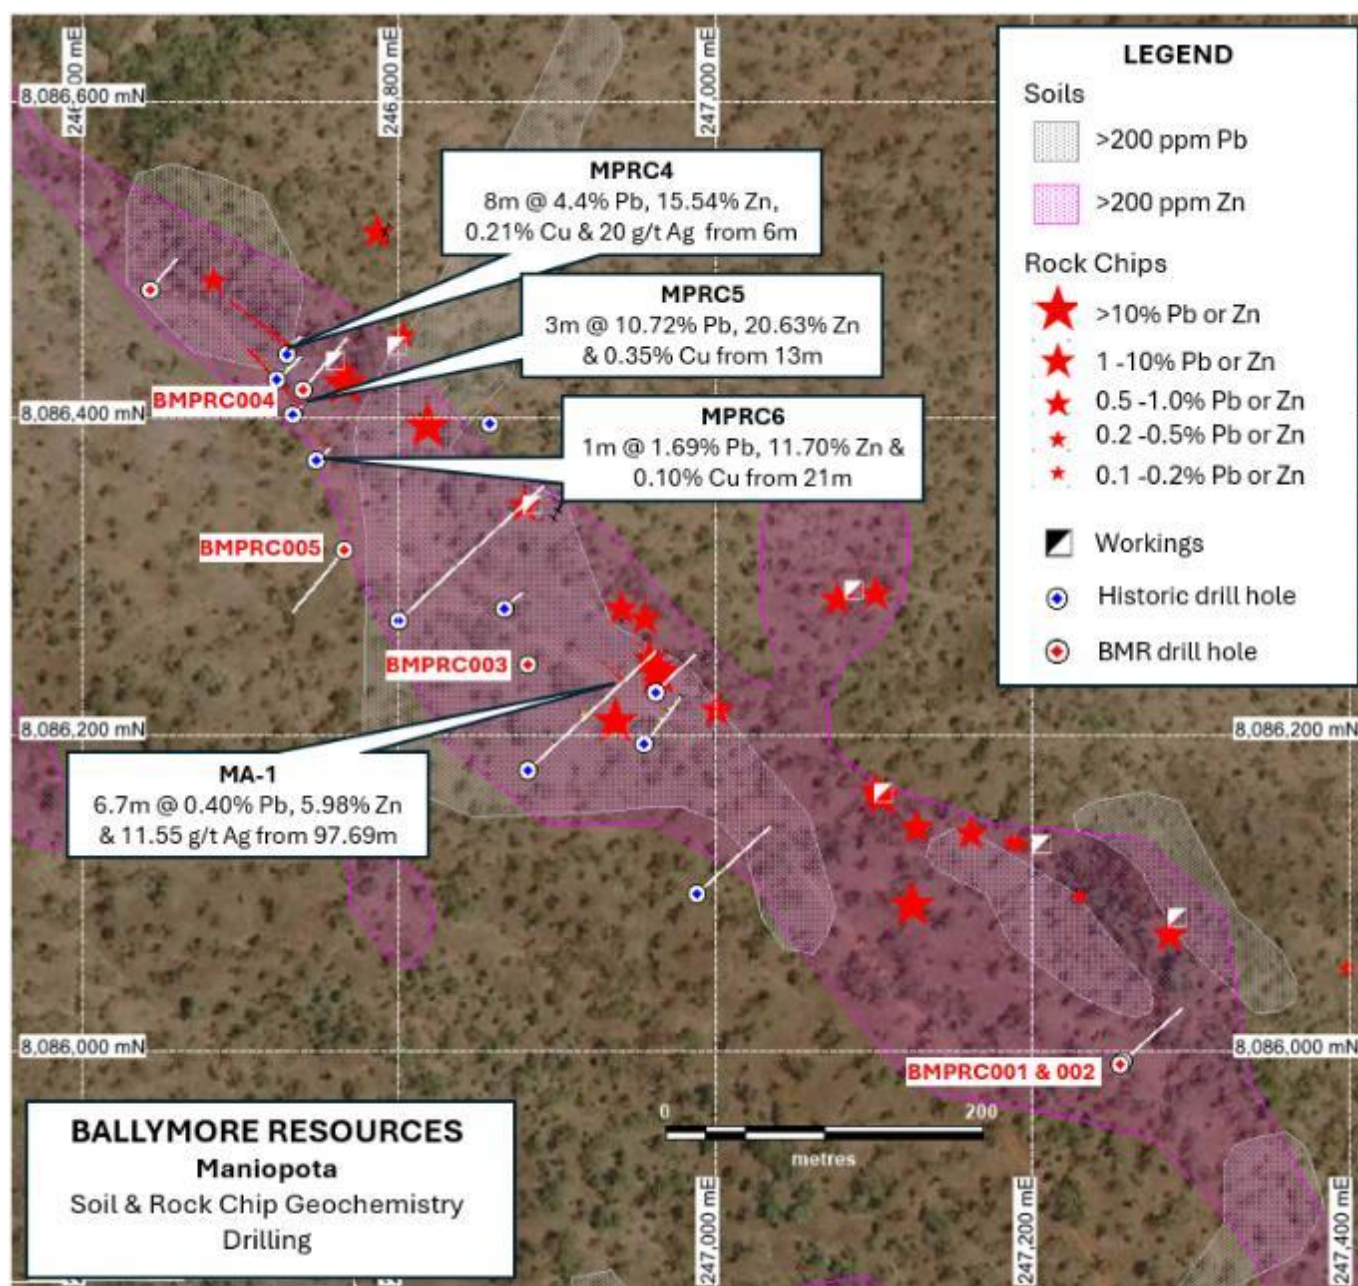 246,600 mE
246,800 mE
247,000 mE
8,086,600 mN
LEGEND
Soils
>200 ppm Pb
>200 ppm Zn
Rock Chips
>10% Pb or Zn
1 -10% Pb or Zn
0.5 -1.0% Pb or Zn
0.2 -0.5% Pb or Zn
0.1 -0.2% Pb or Zn
Workings
Historic drill hole
BMR drill hole
MPRC4
8m @ 4.4% Pb, 15.54% Zn,
0.21% Cu & 20 g/t Ag from 6m
MPRC5
3m @ 10.72% Pb, 20.63% Zn
& 0.35% Cu from 13m
BMPRC004
8,086,400 mN
MPRC6
1m @ 1.69% Pb, 11.70% Zn &
0.10% Cu from 21m
BMPRC005
BMPRC003
8,086,200 mN
8,086,200 mN
MA-1
6.7m @ 0.40% Pb, 5.98% Zn
& 11.55 g/t Ag from 97.69m
8,086,000 mN
8,086,000 mN
BMPRC001 & 002
0 200
metres
BALLYMORE RESOURCES
Maniopota
Soil & Rock Chip Geochemistry
Drilling
247,000 mE
247,200 mE
247,400 mE